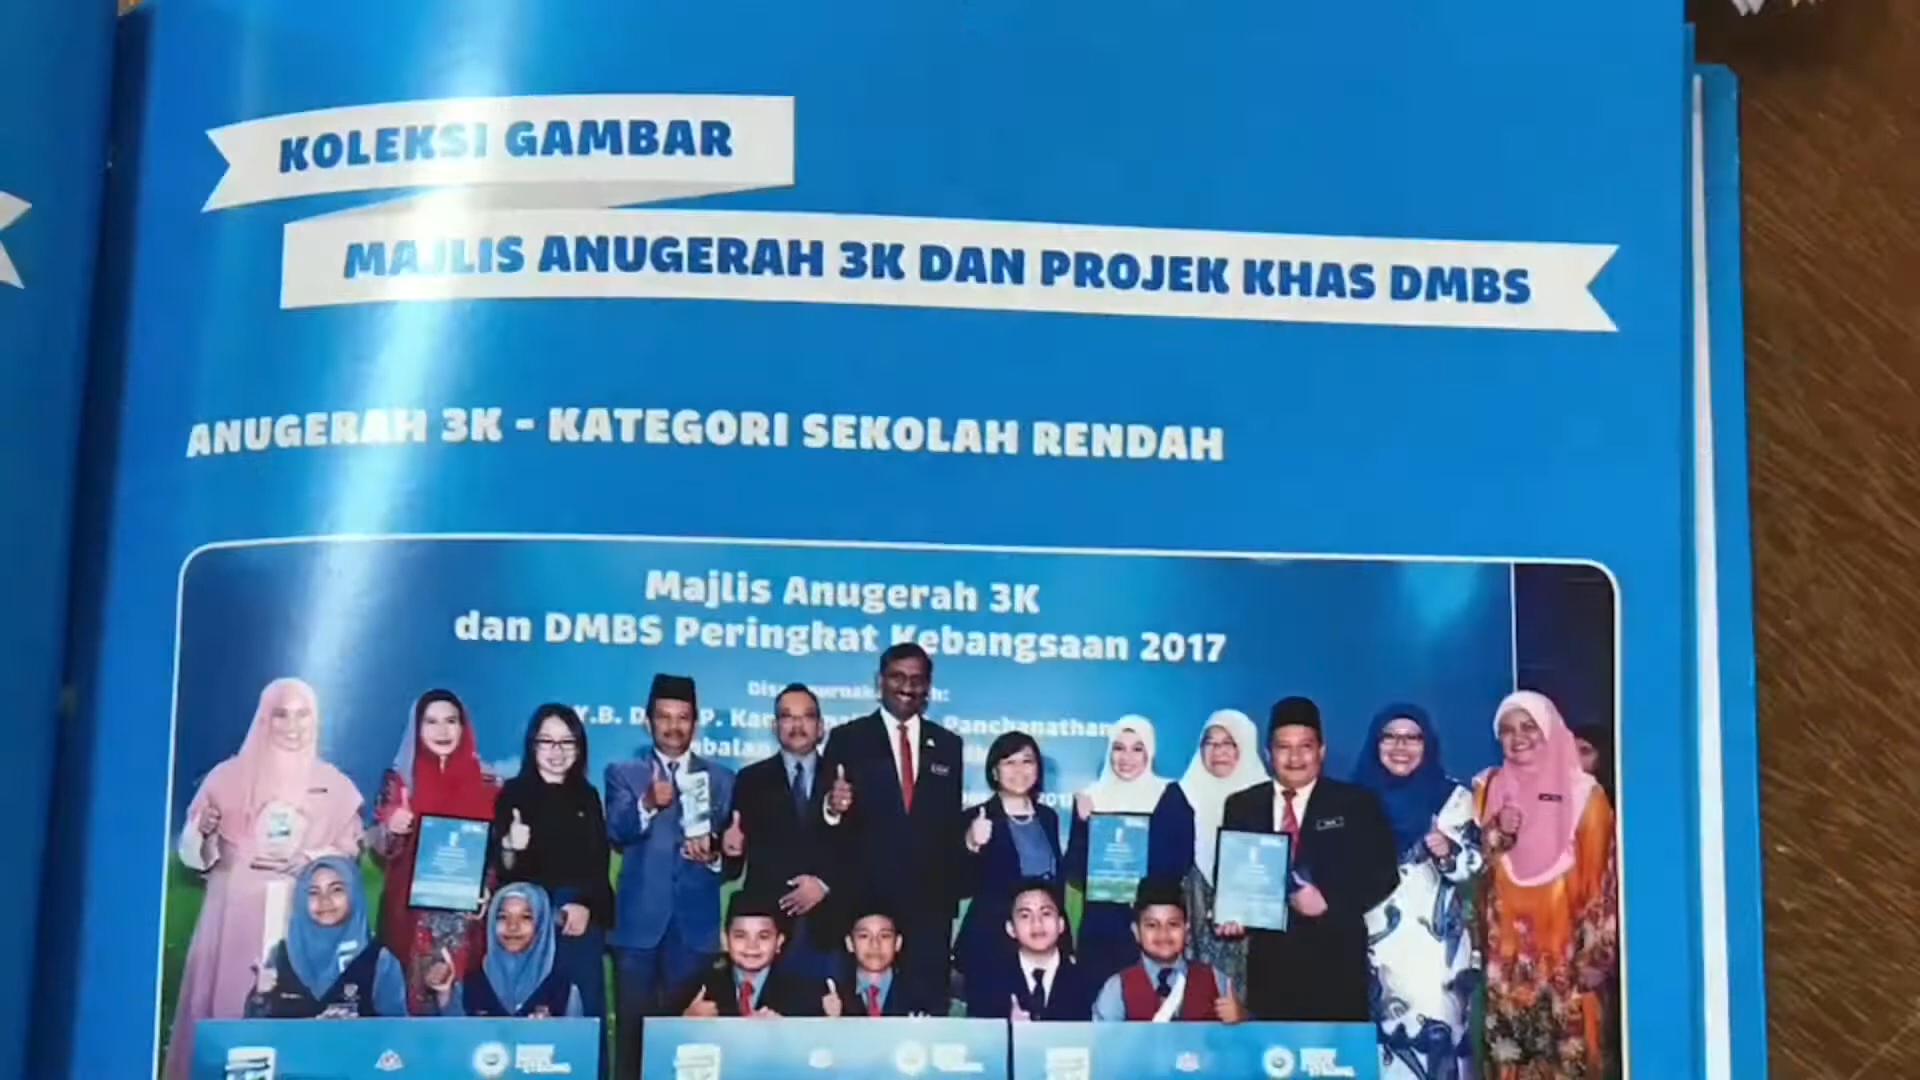 KOLEKSI GAMBAR
MAJLIS ANUGERAH 3K DAN PROJEK KHAS DMBS
ANUGERAH 3K - KATEGORI SEKOLAH RENDAH
Majlis Anugerah 3K
dan DMBS Peringkat Kebangsaan 2017
Y.B. P. Panchanathan